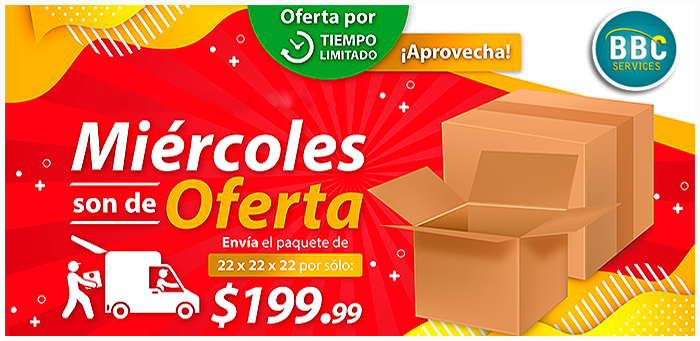 Oferta por
TIEMPO
LIMITADO
¡Aprovecha!
BBC
SERVICES
Miércoles
son de Oferta
Envía el paquete de
22 x 22 x 22 por sólo:
$199.99